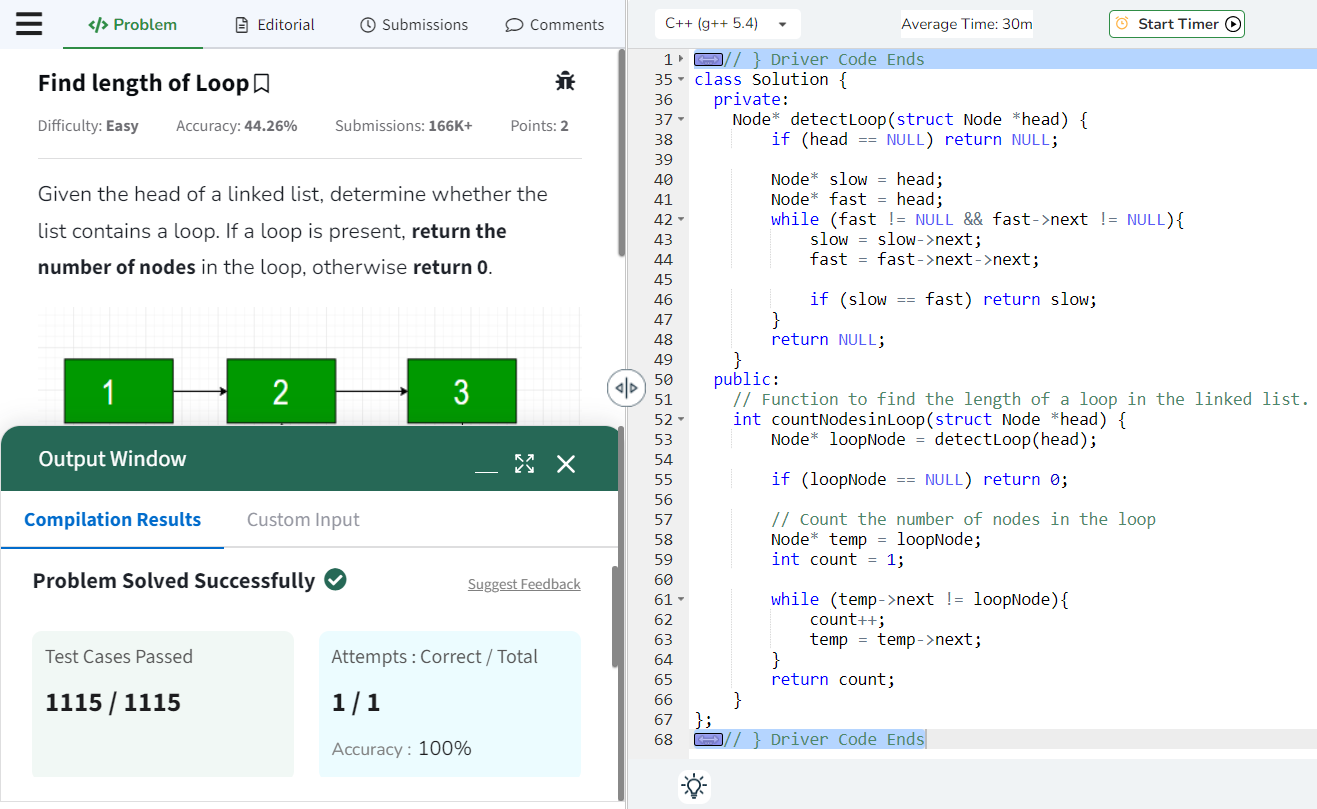 </> Problem
Editorial
Submissions
Comments
Find length of Loop
Difficulty: Easy
Accuracy: 44.26%
Submissions: 166K+
Points: 2
Given the head of a linked list, determine whether the
list contains a loop. If a loop is present, return the
number of nodes in the loop, otherwise return 0.
1
2
3
Output Window
Compilation Results
Custom Input
Problem Solved Successfully
Suggest Feedback
Test Cases Passed
1115 / 1115
Attempts : Correct / Total
1 / 1
Accuracy : 100%
C++ (g++ 5.4)
Average Time: 30m
Start Timer
1 // } Driver Code Ends
35 class Solution {
36 private:
37 Node* detectLoop(struct Node *head) {
38 if (head == NULL) return NULL;
39
40 Node* slow = head;
41 Node* fast = head;
42 while (fast != NULL && fast->next != NULL){
43 slow = slow->next;
44 fast = fast->next->next;
45
46 if (slow == fast) return slow;
47 }
48 return NULL;
49 }
50 public:
51 // Function to find the length of a loop in the linked list.
52 int countNodesinLoop(struct Node *head) {
53 Node* loopNode = detectLoop(head);
54
55 if (loopNode == NULL) return 0;
56
57 // Count the number of nodes in the loop
58 Node* temp = loopNode;
59 int count = 1;
60
61 while (temp->next != loopNode){
62 count++;
63 temp = temp->next;
64 }
65 return count;
66 }
67 };
68 // } Driver Code Ends